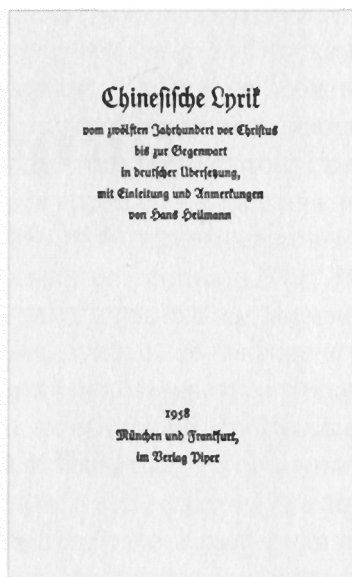 Chinesische Lyrik
vom zwölften Jahrhundert vor Christus
bis zur Gegenwart
in deutscher Übersetzung,
mit Einleitung und Anmerkungen
von Hans Heilmann
1958
München und Frankfurt,
im Verlag Piper